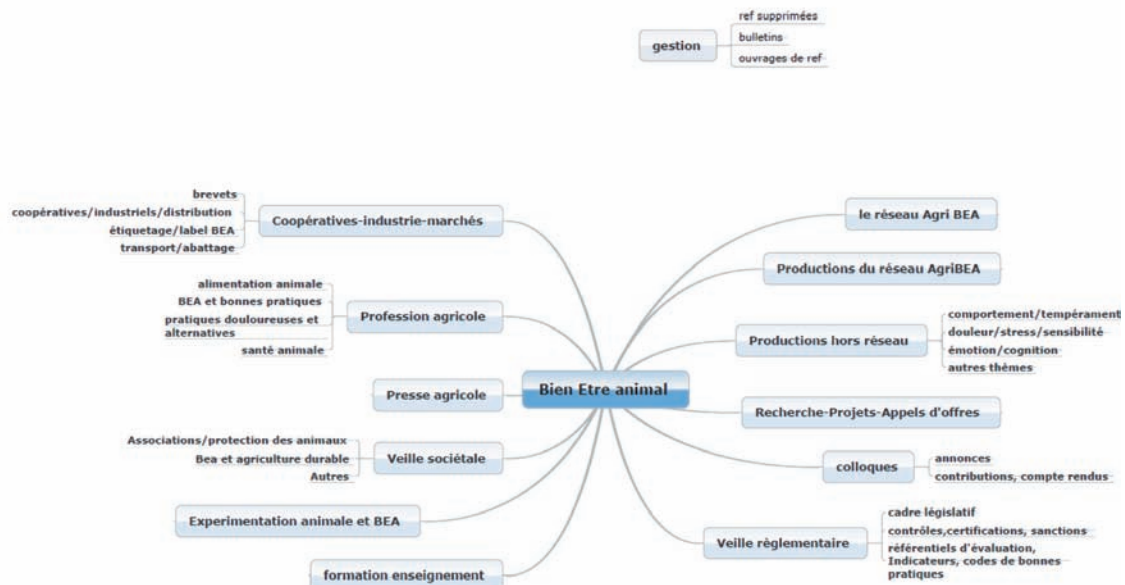 ref supprimées
gestion
bulletins
ouvrages de ref
brevets
coopératives/industriels/distribution
étiquetage/label BEA
transport/abattage
Coopératives-industrie-marchés
alimentation animale
BEA et bonnes pratiques
pratiques douloureuses et
alternatives
santé animale
Profession agricole
Presse agricole
Associations/protection des animaux
Bea et agriculture durable
Autres
Veille sociétale
Experimentation animale et BEA
formation enseignement
Bien Etre animal
le réseau Agri BEA
Productions du réseau AgriBEA
Productions hors réseau
comportement/tempérament
douleur/stress/sensibilité
émotion/cognition
autres thèmes
Recherche-Projets-Appels d'offres
colloques
annonces
contributions, compte rendus
Veille règlementaire
cadre législatif
contrôles,certifications, sanctions
référentiels d'évaluation,
Indicateurs, codes de bonnes
pratiques